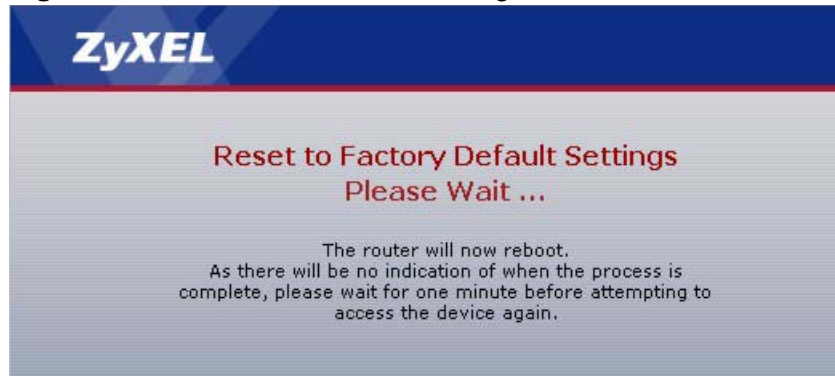 ZyXEL
Reset to Factory Default Settings
Please Wait ...
The router will now reboot.
As there will be no indication of when the process is
complete, please wait for one minute before attempting to
access the device again.